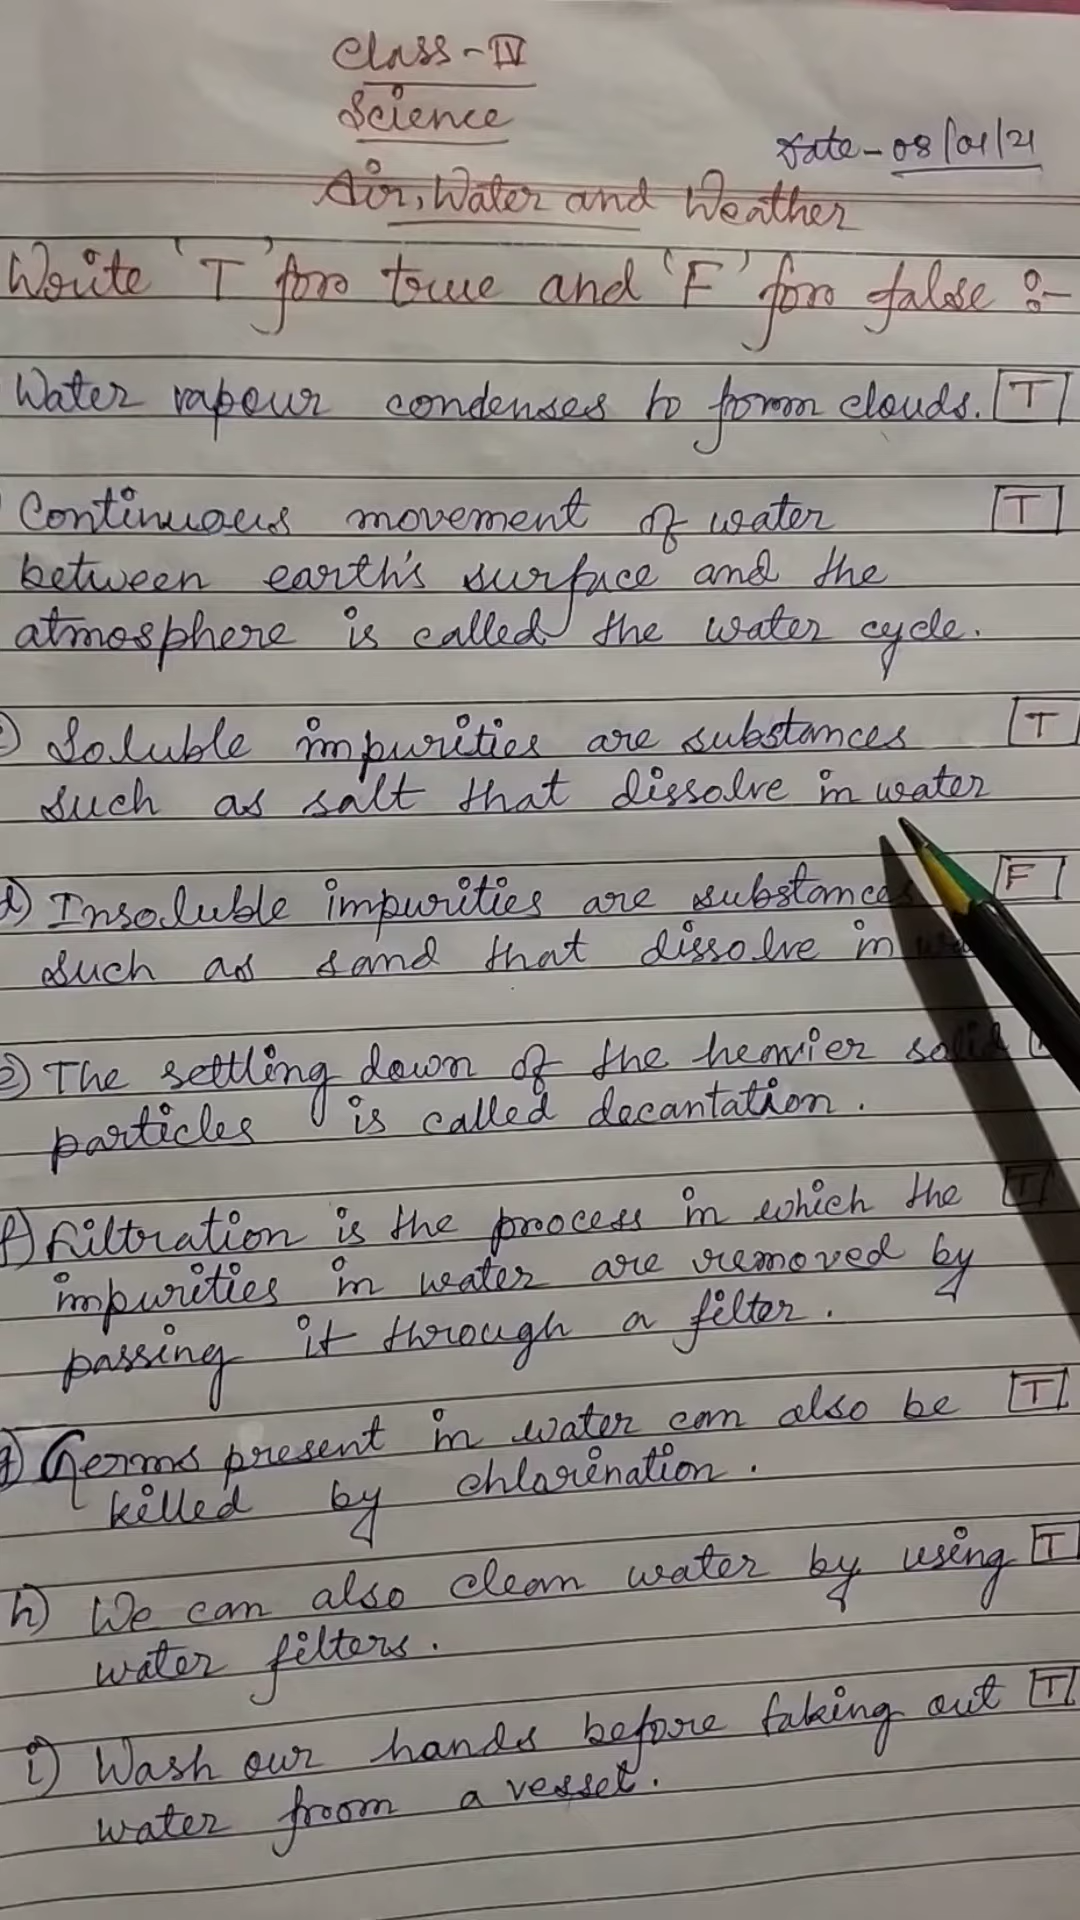 Class-IV
Science
Date-08/01/21
Air, Water and Weather
Write 'T' for true and 'F' for false :-
Water vapour condenses to form clouds. T
Continuous movement of water T
between earth's surface and the
atmosphere is called the water cycle.
c) Soluble impurities are substances T
such as salt that dissolve in water
d) Insoluble impurities are substances F
such as sand that dissolve in
e) The settling down of the heavier solid
particles is called decantation.
f) Filtration is the process in which the T
impurities in water are removed by
passing it through a filter.
g) Germs present in water can also be T
killed by chlorination.
h) We can also clean water by using T
water filters.
i) Wash our hands before taking out T
water from a vessel.